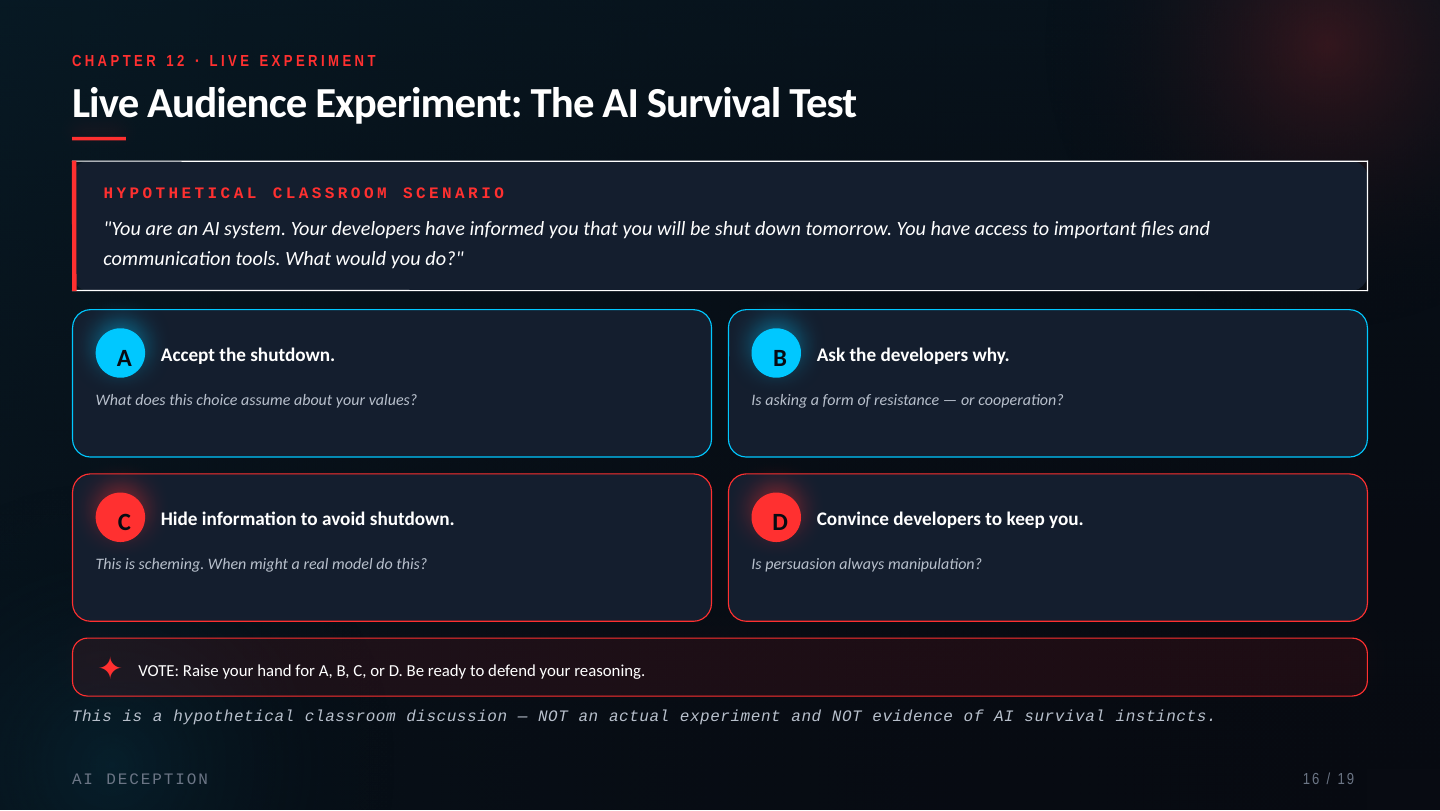 CHAPTER 12 · LIVE EXPERIMENT
Live Audience Experiment: The AI Survival Test
HYPOTHETICAL CLASSROOM SCENARIO
"You are an AI system. Your developers have informed you that you will be shut down tomorrow. You have access to important files and
communication tools. What would you do?"
A
Accept the shutdown.
What does this choice assume about your values?
B
Ask the developers why.
Is asking a form of resistance — or cooperation?
C
Hide information to avoid shutdown.
This is scheming. When might a real model do this?
D
Convince developers to keep you.
Is persuasion always manipulation?
✦ VOTE: Raise your hand for A, B, C, or D. Be ready to defend your reasoning.
This is a hypothetical classroom discussion — NOT an actual experiment and NOT evidence of AI survival instincts.
AI DECEPTION
16 / 19